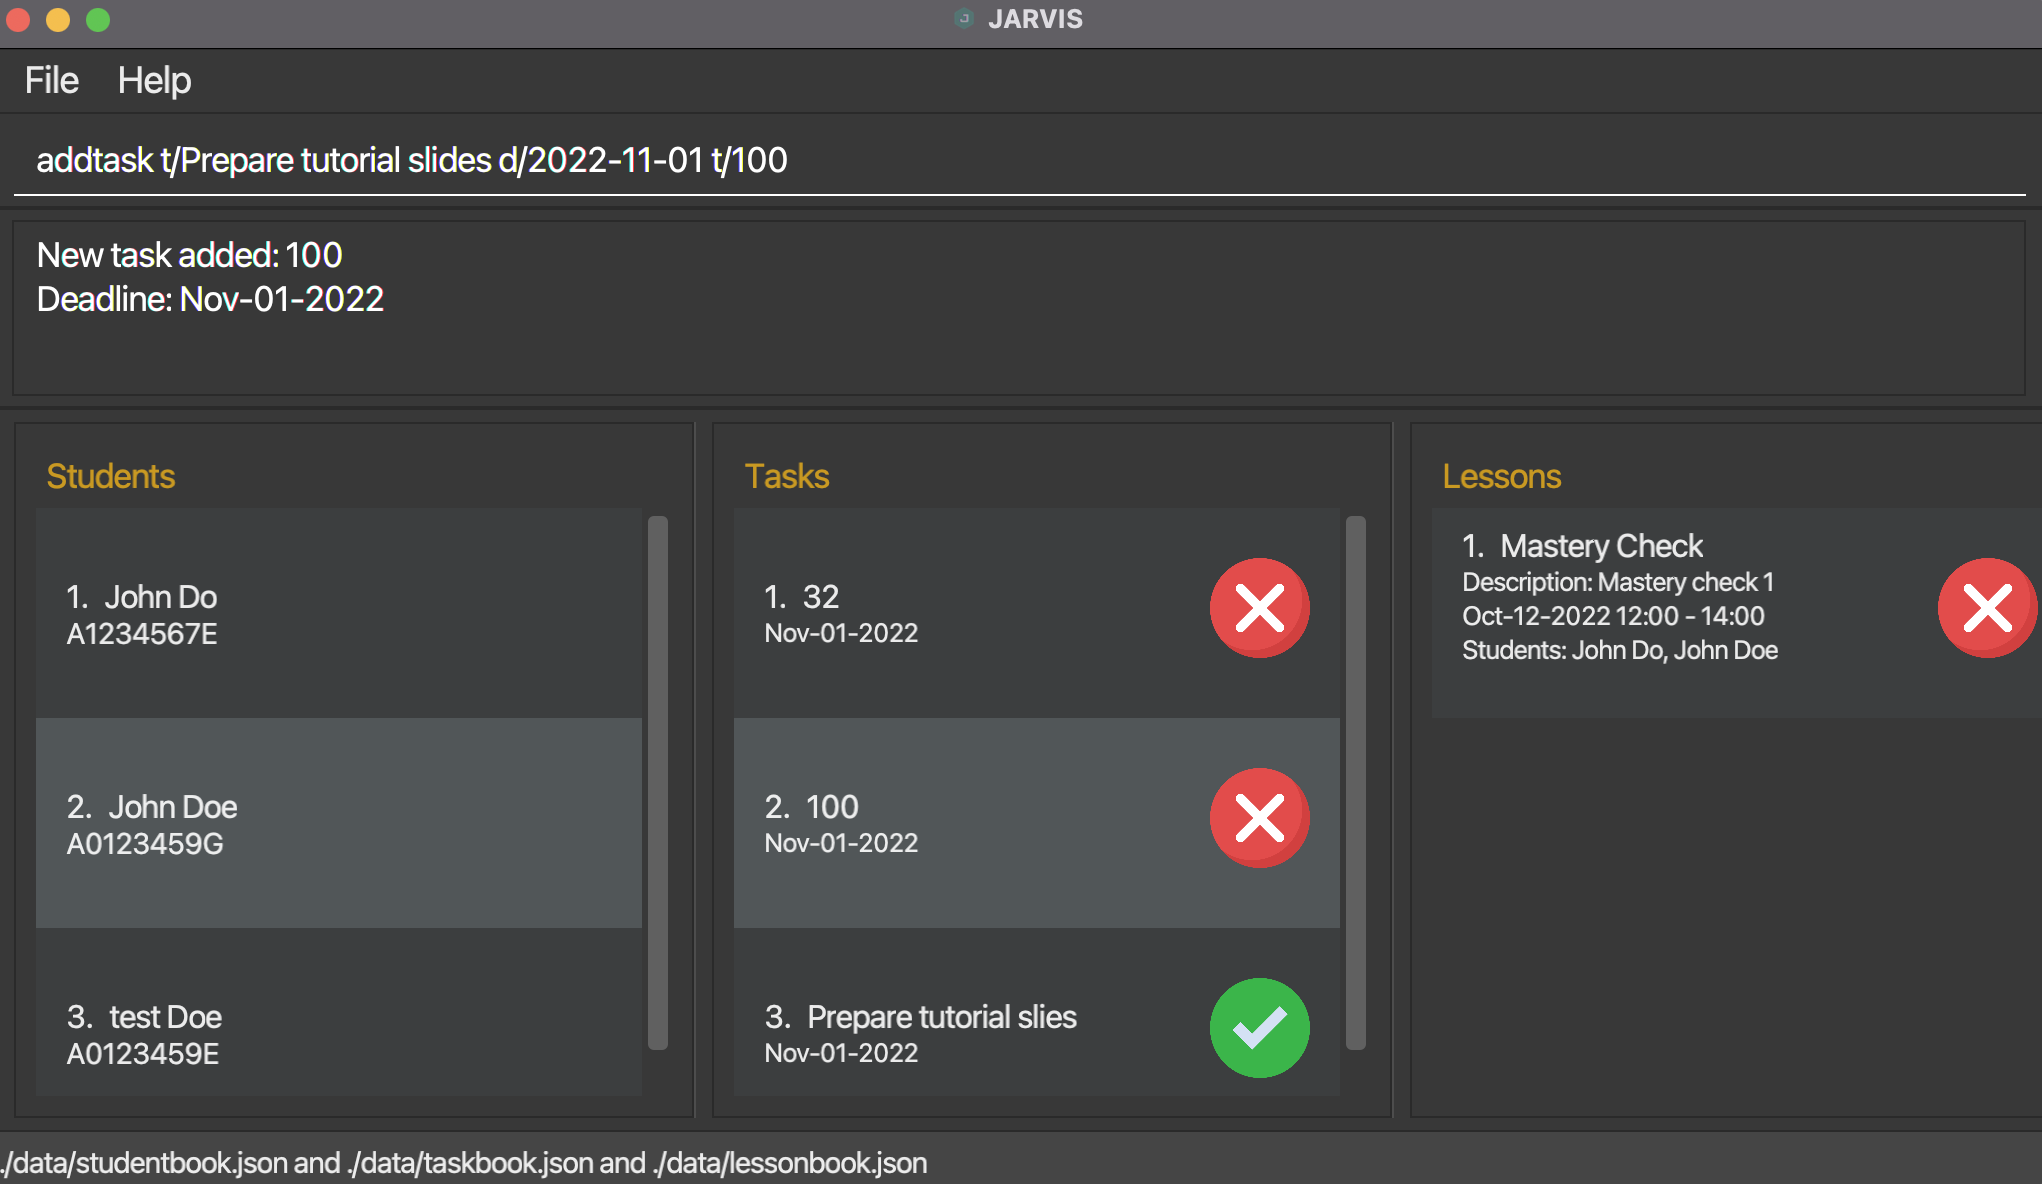 JARVIS
File Help
addtask t/Prepare tutorial slides d/2022-11-01 t/100
New task added: 100
Deadline: Nov-01-2022
Students
1. John Do
A1234567E
2. John Doe
A0123459G
3. test Doe
A0123459E
Tasks
1. 32
Nov-01-2022
2. 100
Nov-01-2022
3. Prepare tutorial slies
Nov-01-2022
Lessons
1. Mastery Check
Description: Mastery check 1
Oct-12-2022 12:00 - 14:00
Students: John Do, John Doe
./data/studentbook.json and ./data/taskbook.json and ./data/lessonbook.json